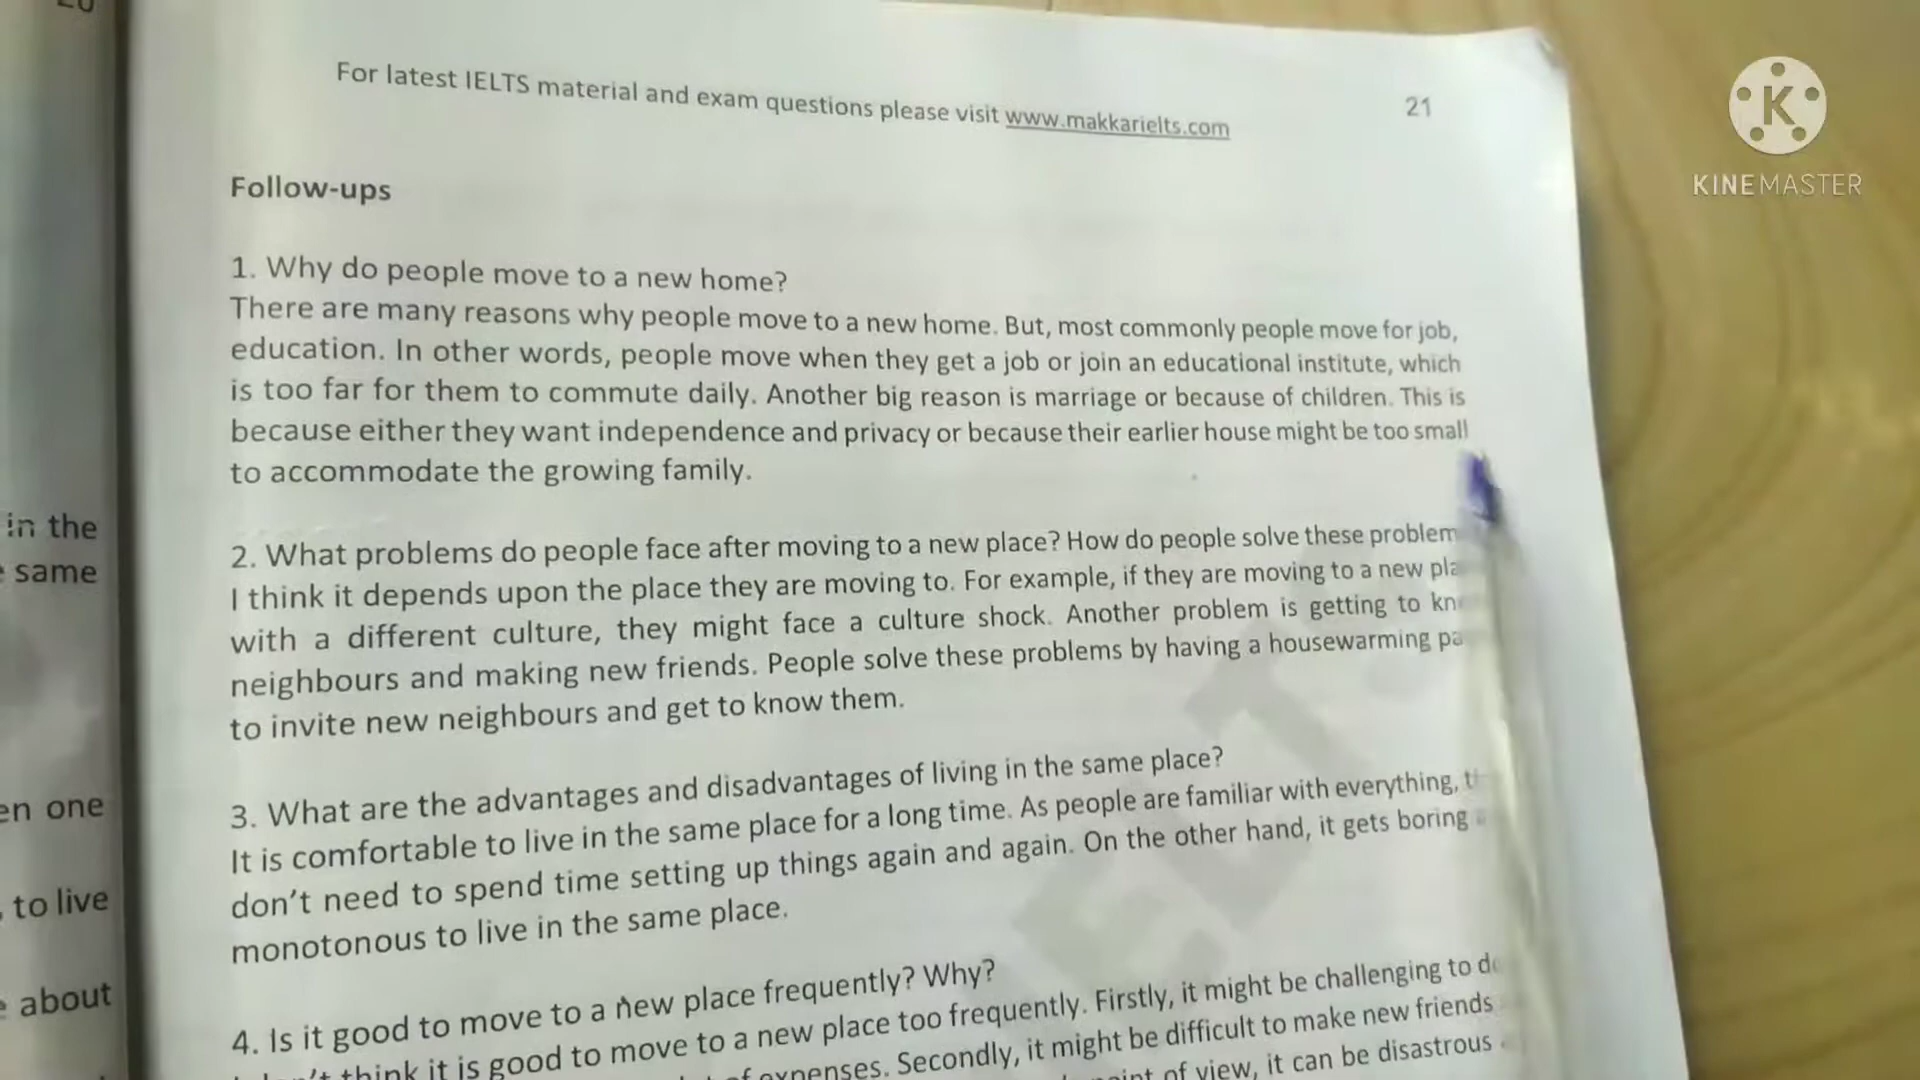 20
For latest IELTS material and exam questions please visit www.makkarielts.com
21
KINEMASTER
Follow-ups
1. Why do people move to a new home?
There are many reasons why people move to a new home. But, most commonly people move for job,
education. In other words, people move when they get a job or join an educational institute, which
is too far for them to commute daily. Another big reason is marriage or because of children. This is
because either they want independence and privacy or because their earlier house might be too small
to accommodate the growing family.
2. What problems do people face after moving to a new place? How do people solve these problem
I think it depends upon the place they are moving to. For example, if they are moving to a new
with a different culture, they might face a culture shock. Another problem is getting to
neighbours and making new friends. People solve these problems by having a housewarming
to invite new neighbours and get to know them.
3. What are the advantages and disadvantages of living in the same place?
It is comfortable to live in the same place for a long time. As people are familiar with everything,
don't need to spend time setting up things again and again. On the other hand, it gets boring
monotonous to live in the same place.
4. Is it good to move to a new place frequently? Why?
think it is good to move to a new place too frequently. Firstly, it might be challenging to
of expenses. Secondly, it might be difficult to make new friends
of view, it can be disastrous
in the
same
one
to live
about